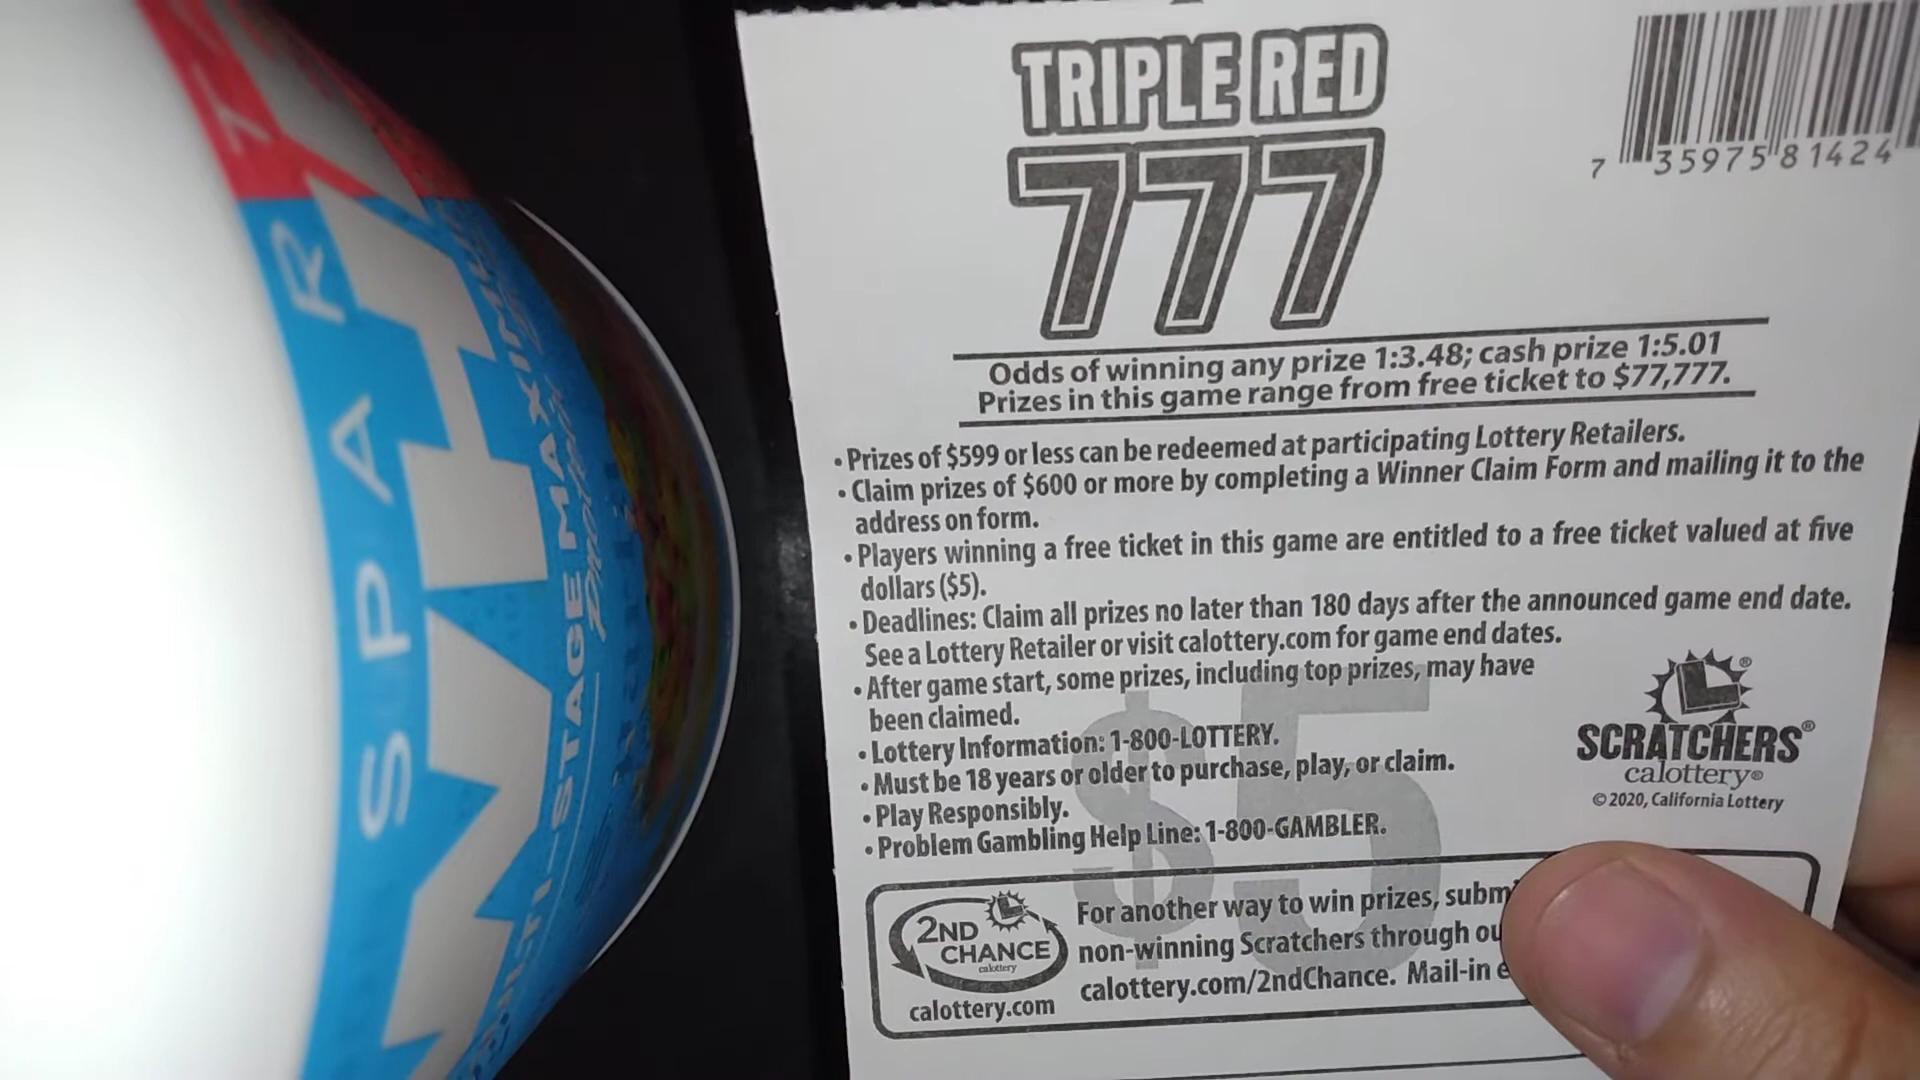 TRIPLE RED
777
7 35975 81424
Odds of winning any prize 1:3.48; cash prize 1:5.01
Prizes in this game range from free ticket to $77,777.
• Prizes of $599 or less can be redeemed at participating Lottery Retailers.
• Claim prizes of $600 or more by completing a Winner Claim Form and mailing it to the
address on form.
• Players winning a free ticket in this game are entitled to a free ticket valued at five
dollars ($5).
• Deadlines: Claim all prizes no later than 180 days after the announced game end date.
See a Lottery Retailer or visit calottery.com for game end dates.
• After game start, some prizes, including top prizes, may have
been claimed.
• Lottery Information: 1-800-LOTTERY.
• Must be 18 years or older to purchase, play, or claim.
• Play Responsibly.
• Problem Gambling Help Line: 1-800-GAMBLER.
$5
SCRATCHERS®
calottery®
© 2020, California Lottery
2ND
CHANCE
calottery
calottery.com
For another way to win prizes,
non-winning Scratchers through
calottery.com/2ndChance. Mail-in
SPAR
STAGE